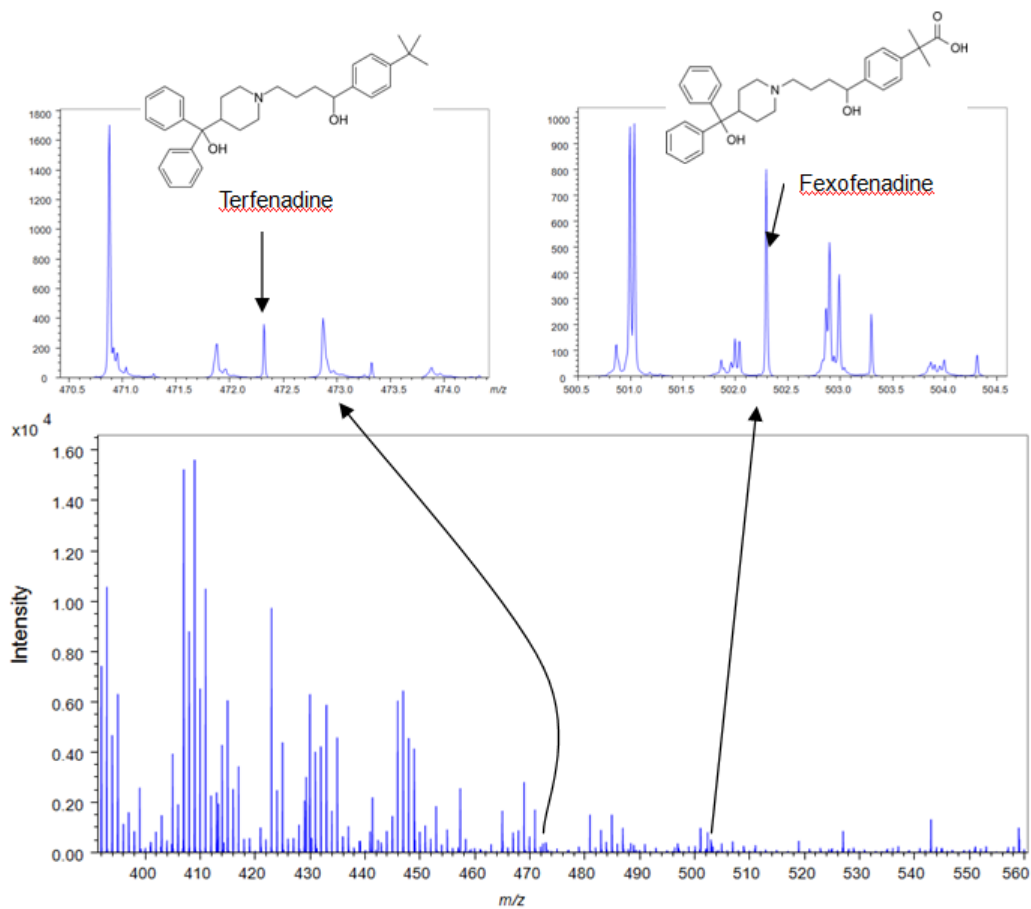 O
OH
N
OH
OH
1800
1600
1400
1200
1000
800
600
400
200
0
470.5 471.0 471.5 472.0 472.5 473.0 473.5 474.0 m/z
Terfenadine
N
OH
OH
1000
900
800
700
600
500
400
300
200
100
0
500.5 501.0 501.5 502.0 502.5 503.0 503.5 504.0 504.5
Fexofenadine
x10 4
Intensity
1.60
1.40
1.20
1.00
0.80
0.60
0.40
0.20
0.00
400 410 420 430 440 450 460 470 480 490 500 510 520 530 540 550 560
m/z